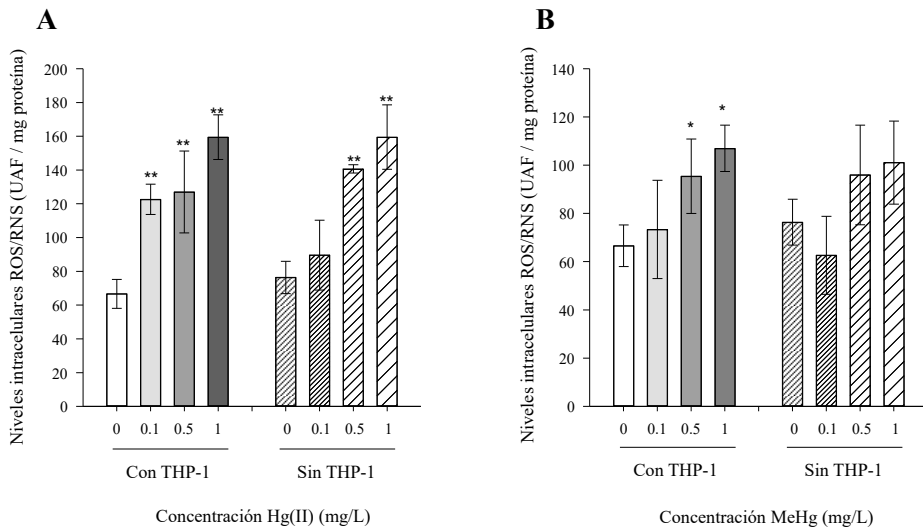 A
Niveles intracelulares ROS/RNS (UAF / mg proteína)
200
180
160
140
120
100
80
60
40
20
0
**
**
**
**
**
0 0.1 0.5 1 0 0.1 0.5 1
Con THP-1 Sin THP-1
Concentración Hg(II) (mg/L)
B
Niveles intracelulares ROS/RNS (UAF / mg proteína)
140
120
100
80
60
40
20
0
*
*
0 0.1 0.5 1 0 0.1 0.5 1
Con THP-1 Sin THP-1
Concentración MeHg (mg/L)